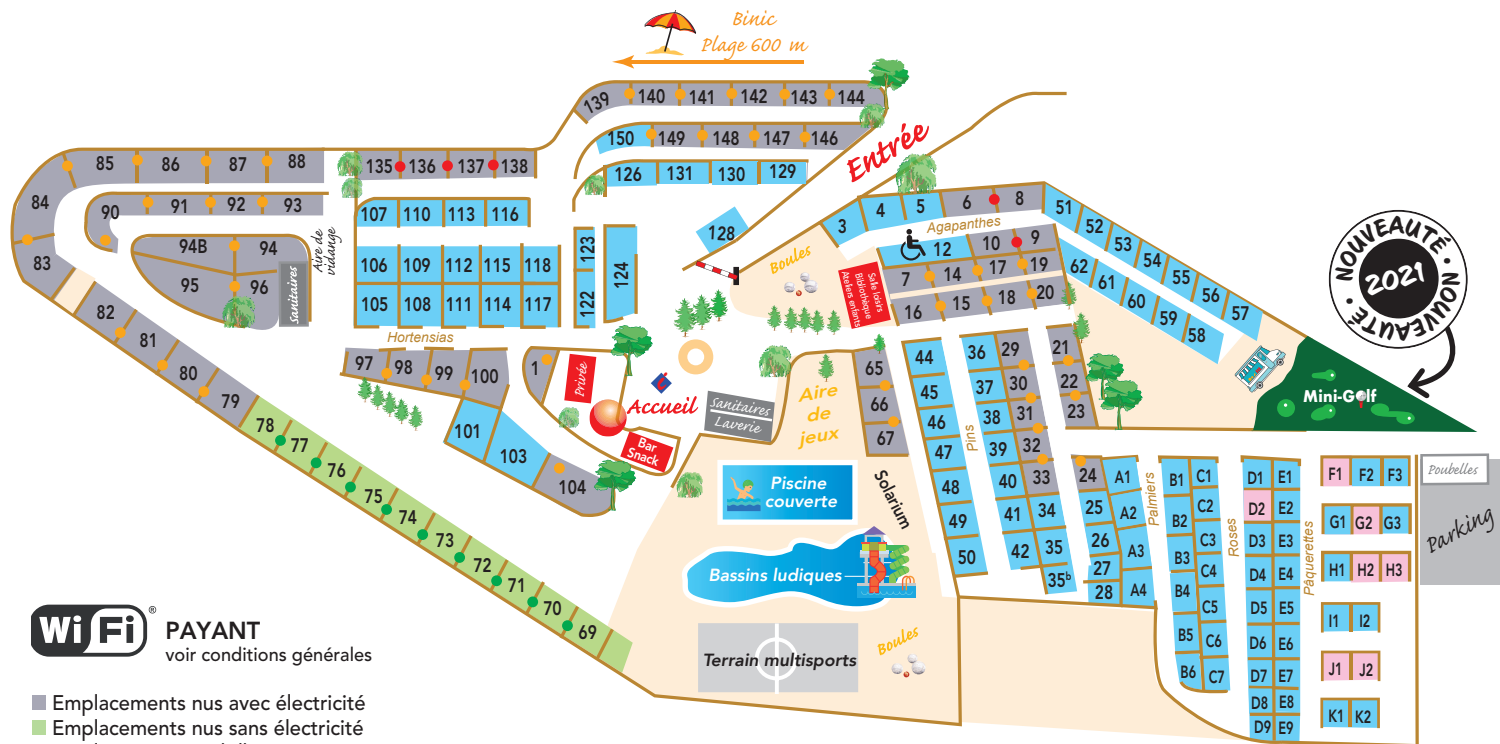 Binic
Plage 600 m
139 140 141 142 143 144
150 149 148 147 146
126 131 130 129
Entrée
85 86 87 88
135 136 137 138
84
90 91 92 93
107 110 113 116
128
3 4 5 6 8
Agapanthes
51 52 53 54 55 56 57
62 61 60 59 58
NOUVEAUTÉ • NOUVEAUTÉ •
2021
94B 94
95 96
Sanitaires
Aire de
vidange
83
106 109 112 115 118
105 108 111 114 117
123
122
124
Boules
12 10 9
7 14 17 19
16 15 18 20
Salle loisirs
Bibliothèque
Ateliers enfants
82
81
80
79
Hortensias
97 98 99 100
1
Privée
Accueil
Bar
Snack
Sanitaires
Laverie
101
103
104
Aire
de
jeux
65
66
67
44
45
46
47
48
49
50
Pins
36
37
38
39
40
41
42
29
30
31
32
33
34
35
35b
21
22
23
24
25
26
27
28
Mini-Golf
78
77
76
75
74
73
72
71
70
69
Piscine
couverte
Solarium
Bassins ludiques
Terrain multisports
Boules
A1
A2
A3
A4
Palmiers
B1
B2
B3
B4
B5
B6
C1
C2
C3
C4
C5
C6
C7
Roses
D1 E1
D2 E2
D3 E3
D4 E4
D5 E5
D6 E6
D7 E7
D8 E8
D9 E9
Pâquerettes
F1 F2 F3
G1 G2 G3
H1 H2 H3
I1 I2
J1 J2
K1 K2
Poubelles
Parking
Wi Fi ®
PAYANT
voir conditions générales
Emplacements nus avec électricité
Emplacements nus sans électricité